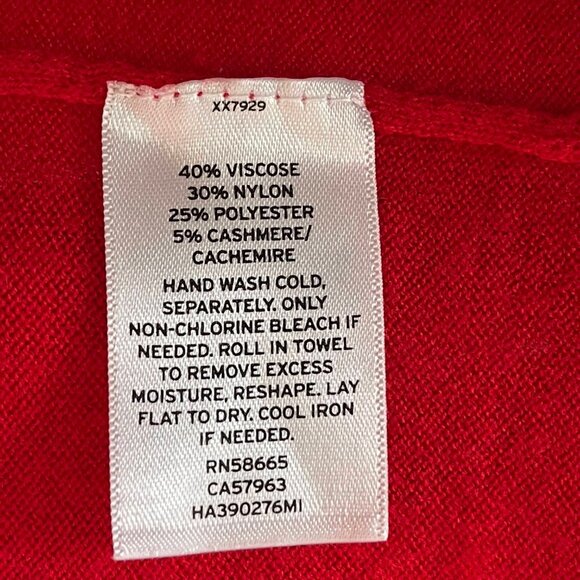 XX7929
40% VISCOSE
30% NYLON
25% POLYESTER
5% CASHMERE/
CACHEMIRE
HAND WASH COLD,
SEPARATELY. ONLY
NON-CHLORINE BLEACH IF
NEEDED. ROLL IN TOWEL
TO REMOVE EXCESS
MOISTURE, RESHAPE. LAY
FLAT TO DRY. COOL IRON
IF NEEDED.
RN58665
CA57963
HA390276MI